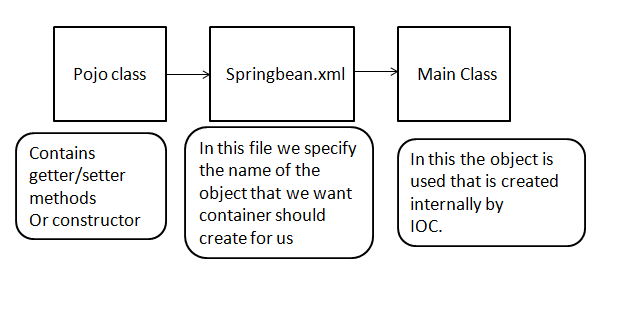 Pojo class
Springbean.xml
Main Class
Contains
getter/setter
methods
Or constructor
In this file we specify
the name of the
object that we want
container should
create for us
In this the object is
used that is created
internally by
IOC.